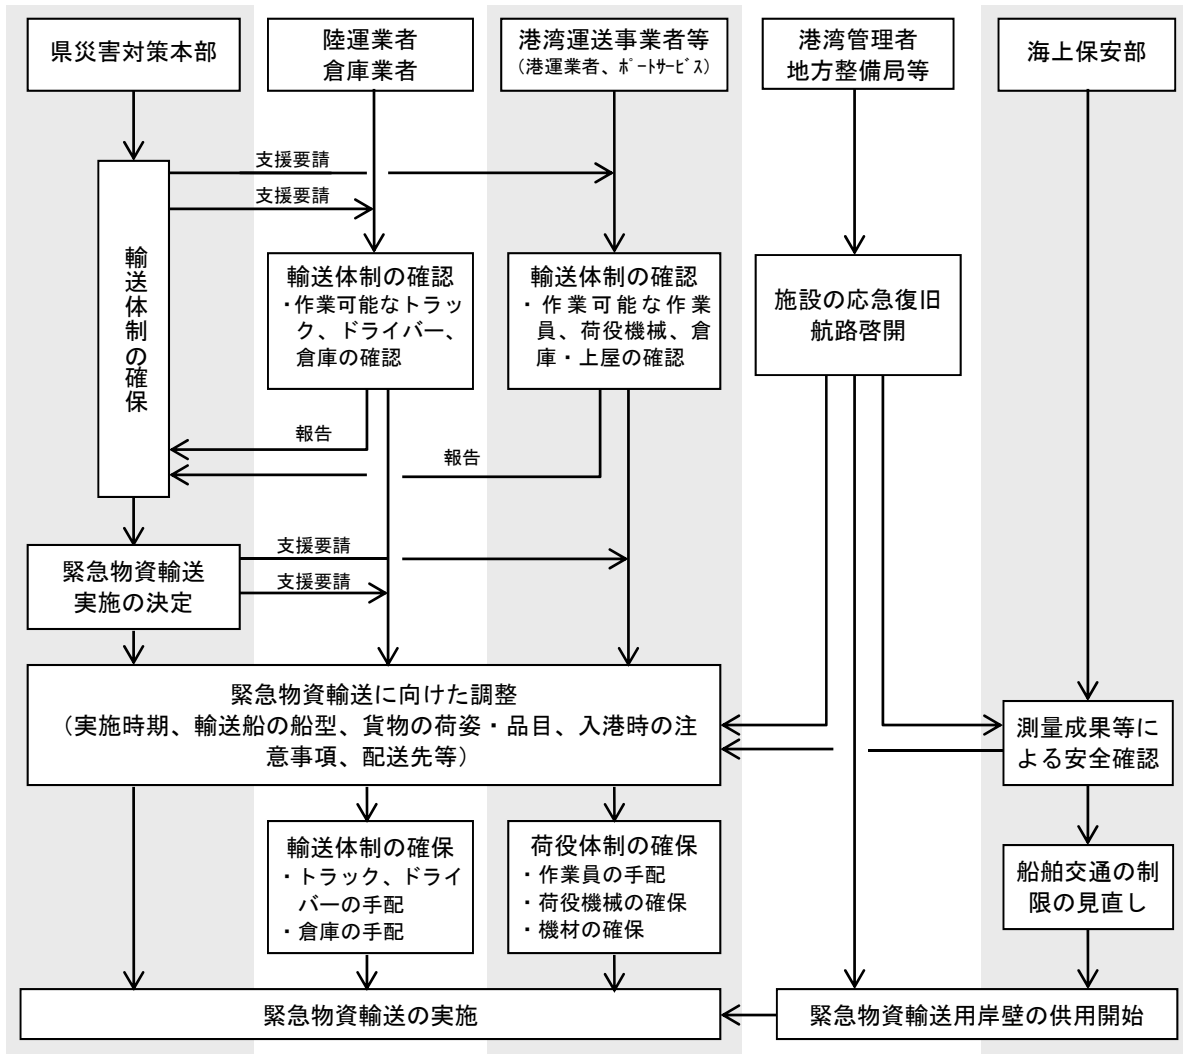 県災害対策本部
陸運業者
倉庫業者
港湾運送事業者等
（港運業者、ﾎﾟｰﾄｻｰﾋﾞｽ）
港湾管理者
地方整備局等
海上保安部
支援要請
支援要請
輸送体制の確保
輸送体制の確認
・作業可能なトラッ
ク、ドライバー、
倉庫の確認
輸送体制の確認
・作業可能な作業
員、荷役機械、倉
庫・上屋の確認
施設の応急復旧
航路啓開
報告
報告
緊急物資輸送
実施の決定
支援要請
支援要請
緊急物資輸送に向けた調整
（実施時期、輸送船の船型、貨物の荷姿・品目、入港時の注
意事項、配送先等）
測量成果等に
よる安全確認
輸送体制の確保
・トラック、ドライ
バーの手配
・倉庫の手配
荷役体制の確保
・作業員の手配
・荷役機械の確保
・機材の確保
船舶交通の制
限の見直し
緊急物資輸送の実施
緊急物資輸送用岸壁の供用開始